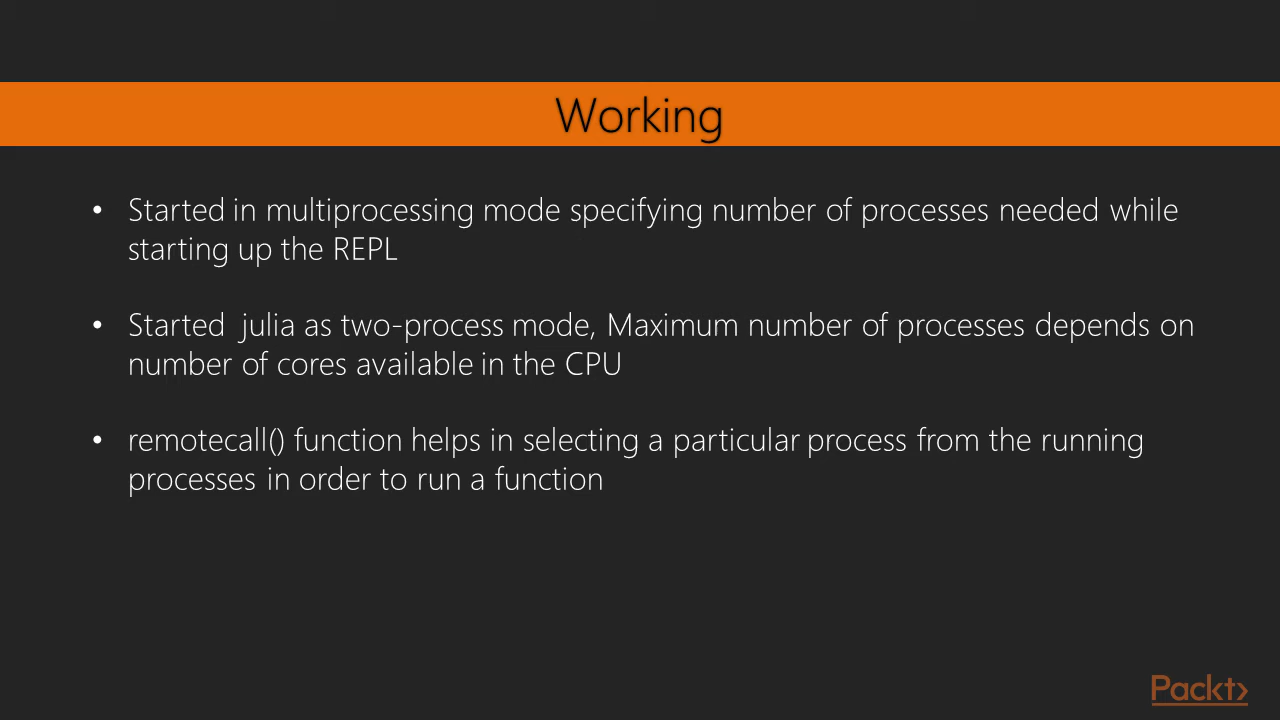 Working
• Started in multiprocessing mode specifying number of processes needed while
starting up the REPL
• Started julia as two-process mode, Maximum number of processes depends on
number of cores available in the CPU
• remotecall() function helps in selecting a particular process from the running
processes in order to run a function
Packt>